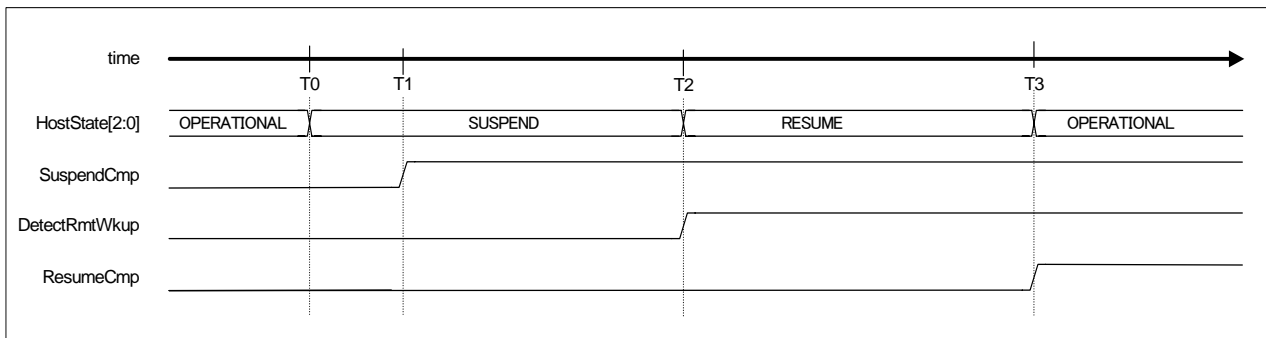 time
T0 T1 T2 T3
HostState[2:0] OPERATIONAL SUSPEND RESUME OPERATIONAL
SuspendCmp
DetectRmtWkup
ResumeCmp